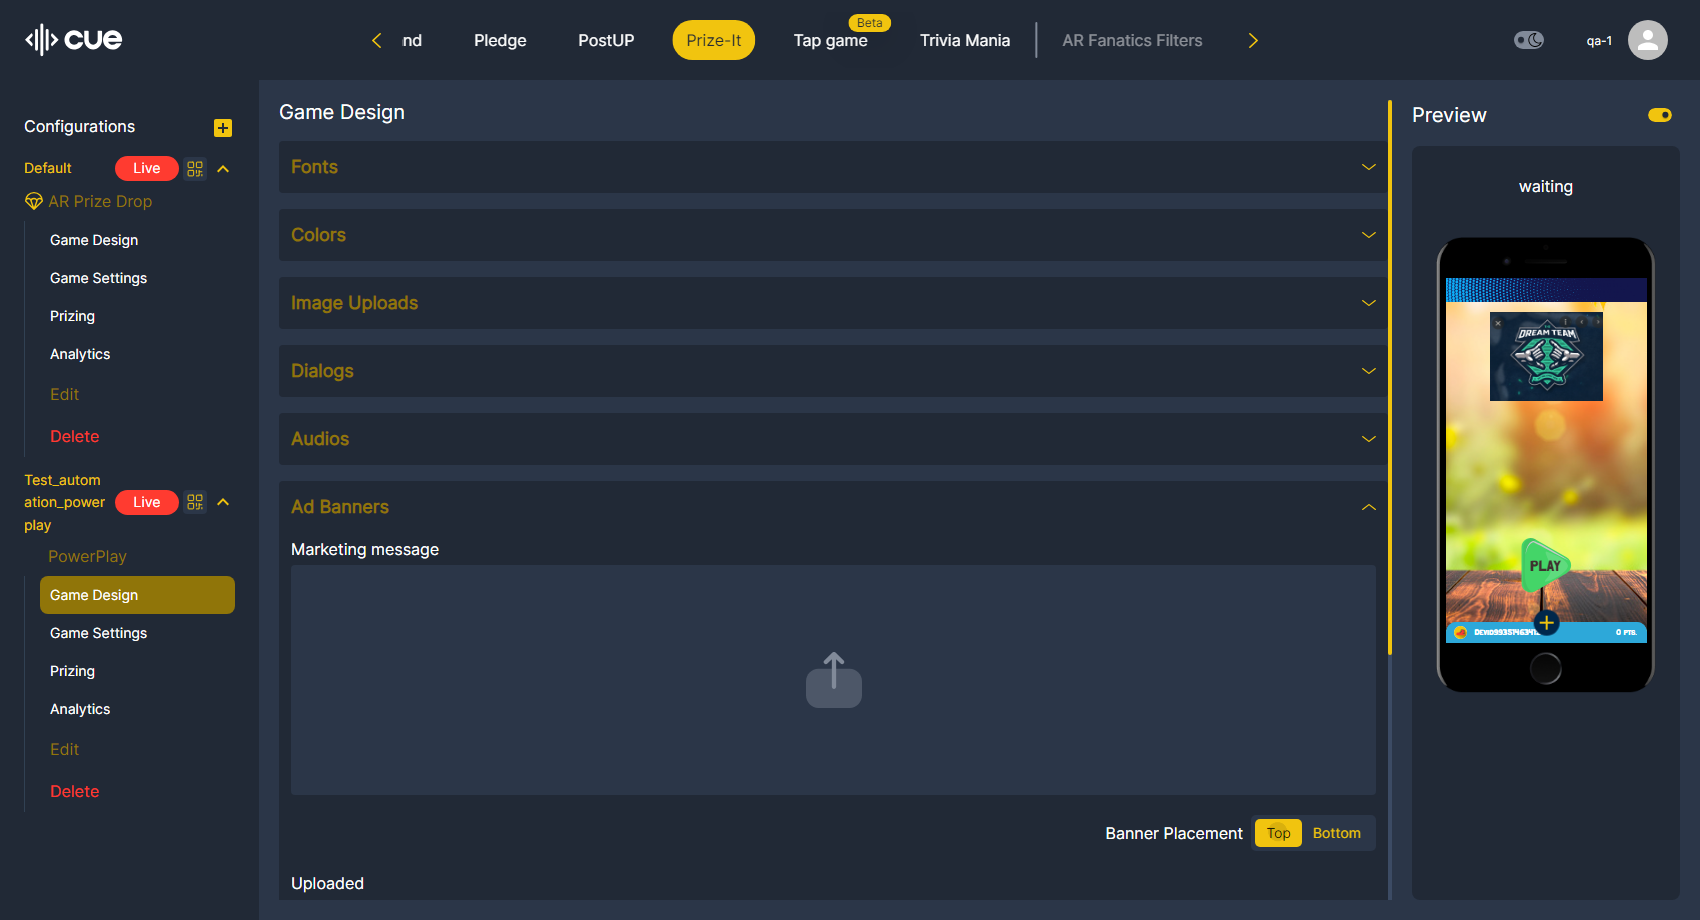 cue
nd
Pledge
PostUP
Prize-It
Beta
Tap game
Trivia Mania
AR Fanatics Filters
qa-1
Configurations
Default
Live
AR Prize Drop
Game Design
Game Settings
Prizing
Analytics
Edit
Delete
Test_autom
ation_power
play
Live
PowerPlay
Game Design
Game Settings
Prizing
Analytics
Edit
Delete
Game Design
Fonts
Colors
Image Uploads
Dialogs
Audios
Ad Banners
Marketing message
Banner Placement
Top
Bottom
Uploaded
Preview
waiting
DREAM TEAM
PLAY
0 PTS.